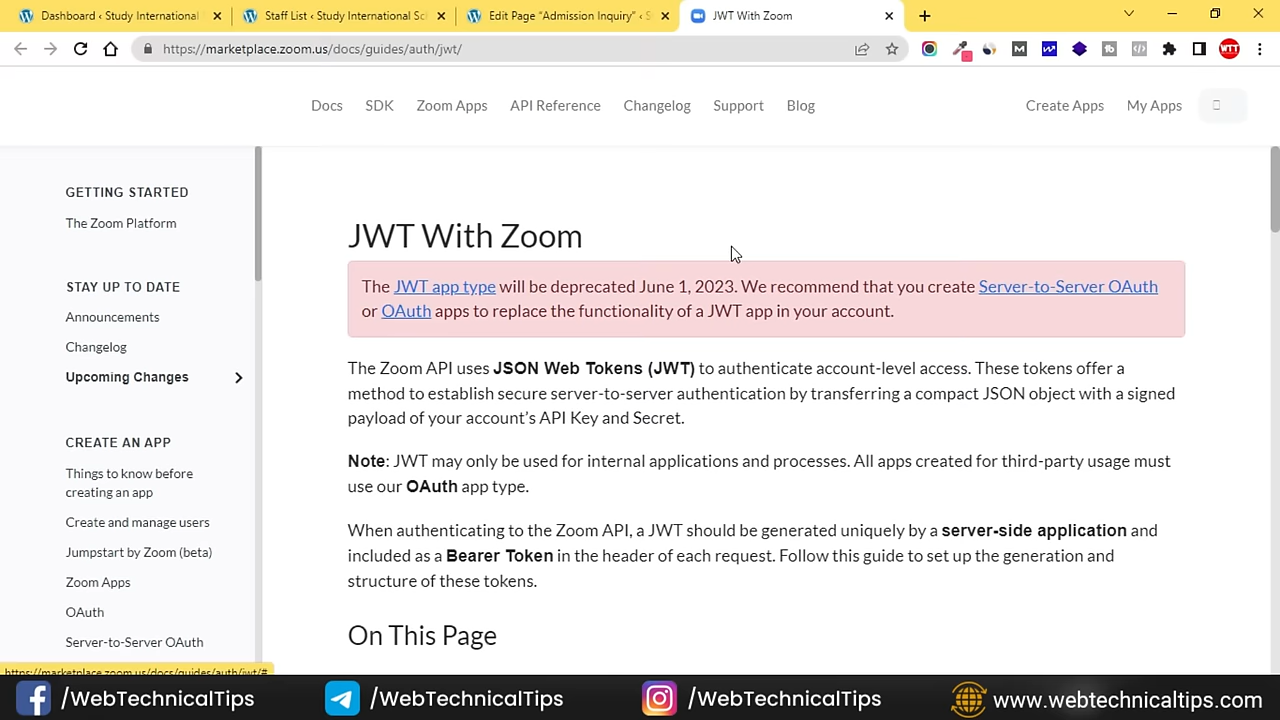 Dashboard ‹ Study International
Staff List ‹ Study International Sc
Edit Page “Admission Inquiry” ‹ S
JWT With Zoom
https://marketplace.zoom.us/docs/guides/auth/jwt/
Docs SDK Zoom Apps API Reference Changelog Support Blog Create Apps My Apps
GETTING STARTED
The Zoom Platform
STAY UP TO DATE
Announcements
Changelog
Upcoming Changes
CREATE AN APP
Things to know before
creating an app
Create and manage users
Jumpstart by Zoom (beta)
Zoom Apps
OAuth
Server-to-Server OAuth
JWT With Zoom
The JWT app type will be deprecated June 1, 2023. We recommend that you create Server-to-Server OAuth
or OAuth apps to replace the functionality of a JWT app in your account.
The Zoom API uses JSON Web Tokens (JWT) to authenticate account-level access. These tokens offer a
method to establish secure server-to-server authentication by transferring a compact JSON object with a signed
payload of your account’s API Key and Secret.
Note: JWT may only be used for internal applications and processes. All apps created for third-party usage must
use our OAuth app type.
When authenticating to the Zoom API, a JWT should be generated uniquely by a server-side application and
included as a Bearer Token in the header of each request. Follow this guide to set up the generation and
structure of these tokens.
On This Page
https://marketplace.zoom.us/docs/guides/auth/jwt/#
/WebTechnicalTips /WebTechnicalTips /WebTechnicalTips www.webtechnicaltips.com